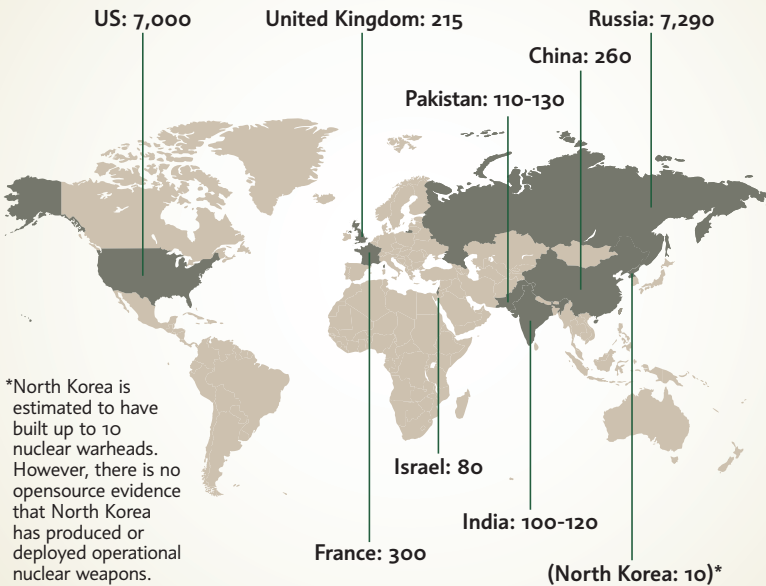 US: 7,000
United Kingdom: 215
Russia: 7,290
China: 260
Pakistan: 110-130
*North Korea is
estimated to have
built up to 10
nuclear warheads.
However, there is no
opensource evidence
that North Korea
has produced or
deployed operational
nuclear weapons.
Israel: 80
India: 100-120
France: 300
(North Korea: 10)*